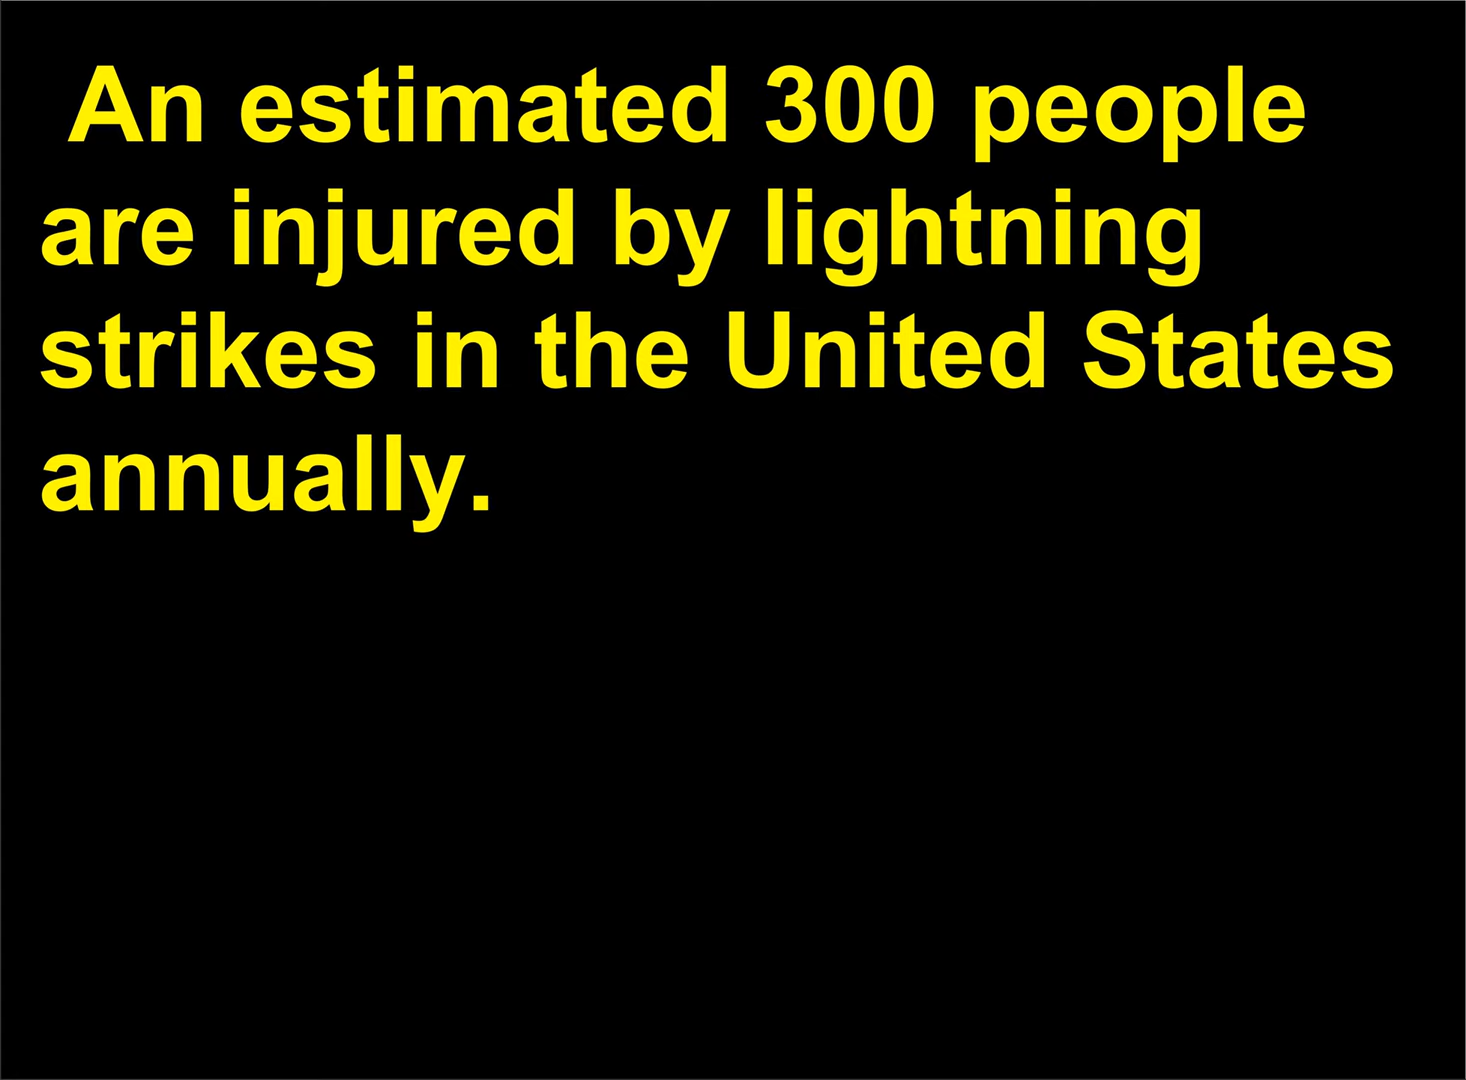 An estimated 300 people
are injured by lightning
strikes in the United States
annually.